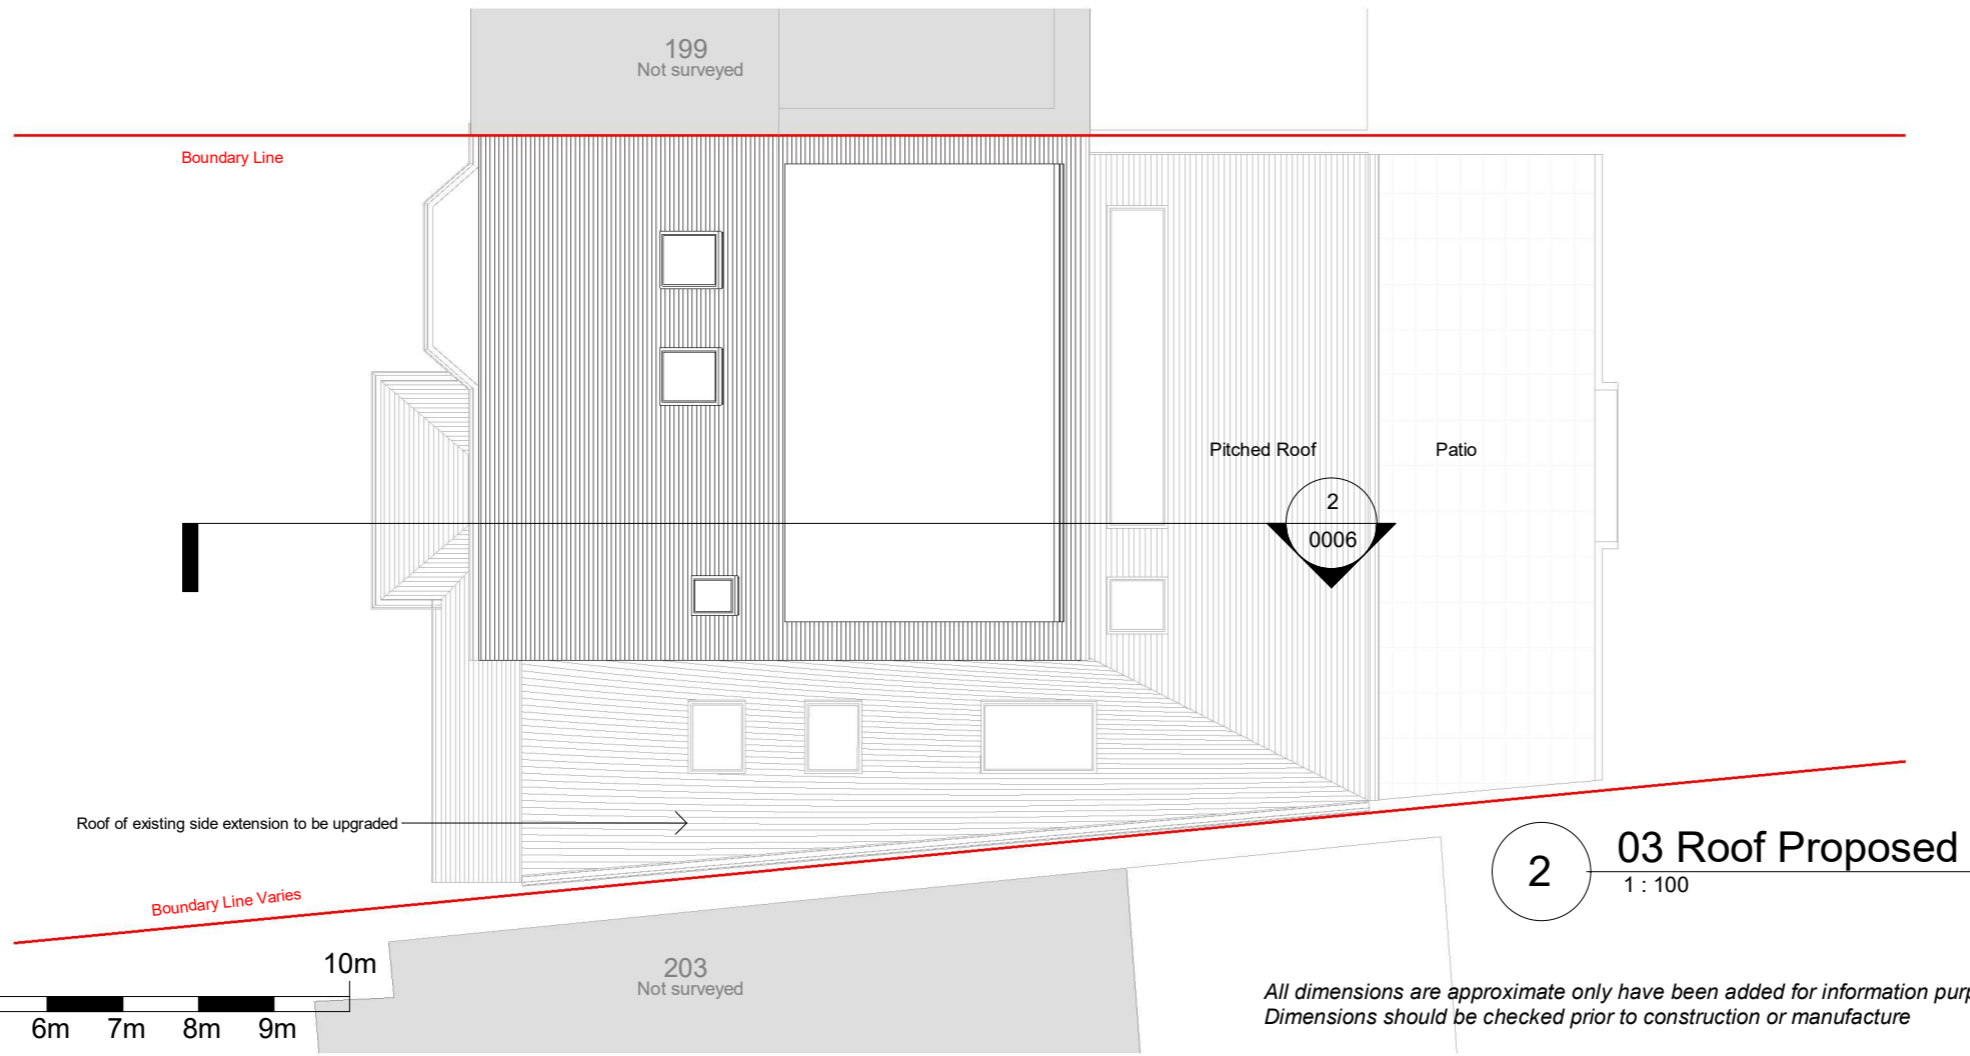 199
Not surveyed
Boundary Line
Pitched Roof
Patio
2
0006
Roof of existing side extension to be upgraded
Boundary Line Varies
2
03 Roof Proposed
1 : 100
10m
6m 7m 8m 9m
203
Not surveyed
All dimensions are approximate only have been added for information
Dimensions should be checked prior to construction or manufacture